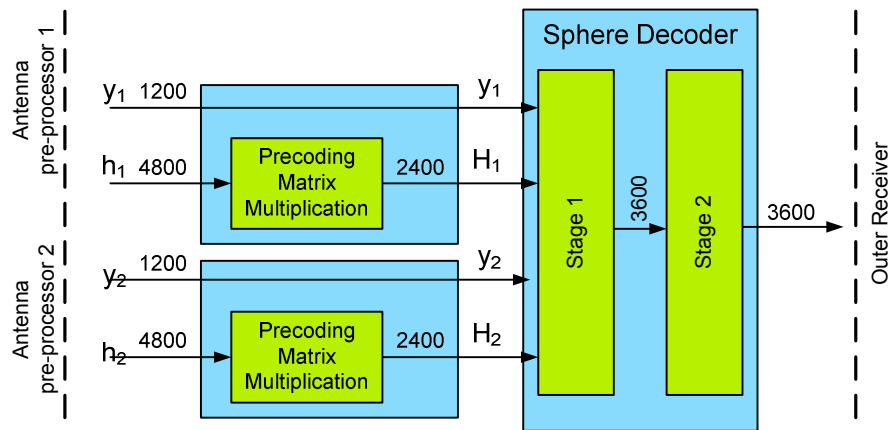 Antenna
pre-processor 1
y₁ 1200
y₁
h₁ 4800
Precoding
Matrix
Multiplication
2400
H₁
Antenna
pre-processor 2
y₂ 1200
y₂
h₂ 4800
Precoding
Matrix
Multiplication
2400
H₂
Sphere Decoder
Stage 1
3600
Stage 2
3600
Outer Receiver